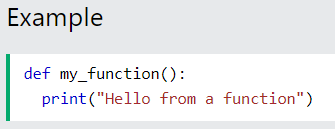 Example
def my_function():
  print("Hello from a function")